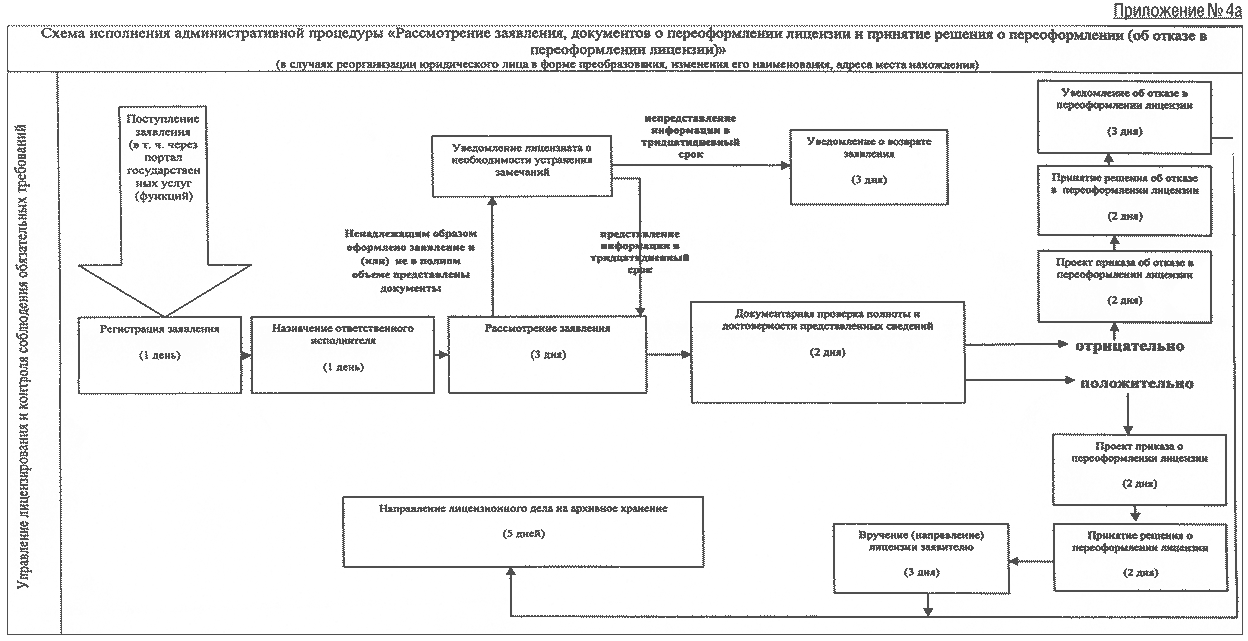 Приложение № 4а
Схема исполнения административной процедуры «Рассмотрение заявления, документов о переоформлении лицензии и принятие решения о переоформлении (об отказе в
переоформлении лицензии)»
(в случаях реорганизации юридического лица в форме преобразования, изменения его наименования, адреса места нахождения)
Управление лицензирования и контроля соблюдения обязательных требований
Поступление
заявления
(в т. ч. через
портал
государствен
ных услуг
(функций)
Регистрация заявления
(1 день)
Назначение ответственного
исполнителя
(1 день)
Рассмотрение заявления
(3 дня)
Ненадлежащим образом
оформлено заявление и
(или) не в полном
объеме представлены
документы
Уведомление лицензиата о
необходимости устранения
замечаний
непредставление
информации в
тридцатидневный
срок
Уведомление о возврате
заявления
(3 дня)
представление
информации в
тридцатидневный
срок
Документарная проверка полноты и
достоверности представленных сведений
(2 дня)
отрицательно
Проект приказа об отказе в
переоформлении лицензии
(2 дня)
Принятие решения об отказе
в переоформлении лицензии
(2 дня)
Уведомление об отказе в
переоформлении лицензии
(3 дня)
положительно
Проект приказа о
переоформлении лицензии
(2 дня)
Принятие решения о
переоформлении лицензии
(2 дня)
Вручение (направление)
лицензии заявителю
(3 дня)
Направление лицензионного дела на архивное хранение
(5 дней)